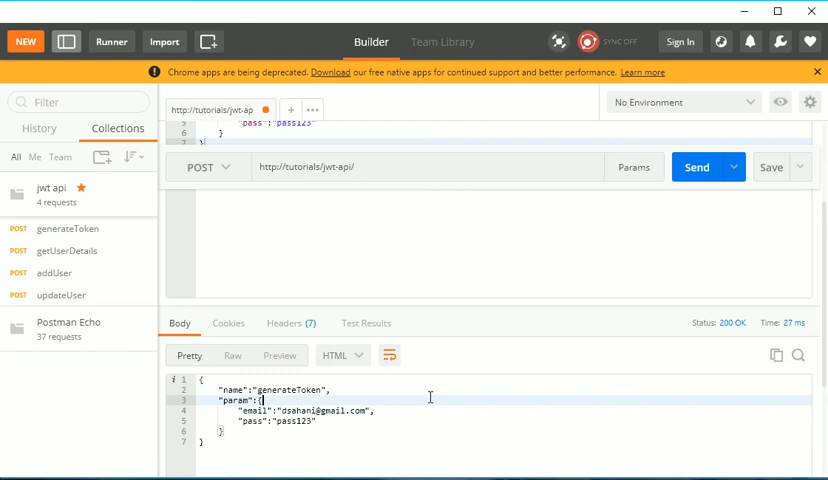 NEW Runner Import Builder Team Library SYNC OFF Sign In
Chrome apps are being deprecated. Download our free native apps for continued support and better performance. Learn more
Filter http://tutorials/jwt-ap No Environment
History Collections
5 "pass":"pass123"
6 }
7 }
All Me Team
POST http://tutorials/jwt-api/ Params Send Save
jwt api
4 requests
POST generateToken
POST getUserDetails
POST addUser
POST updateUser
Postman Echo
37 requests
Body Cookies Headers (7) Test Results Status: 200 OK Time: 27 ms
Pretty Raw Preview HTML
i 1 {
2 "name":"generateToken",
3 "param":{
4 "email":"dsahani@gmail.com",
5 "pass":"pass123"
6 }
7 }